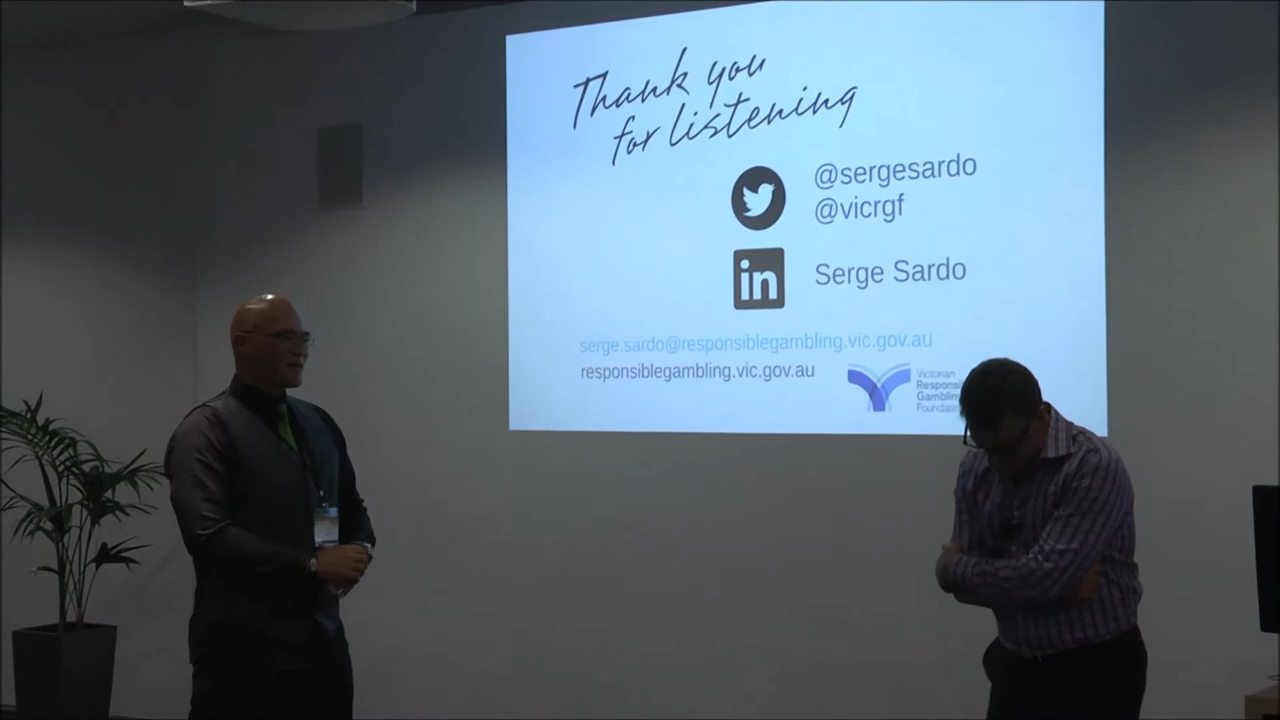 Thank you
for listening
@sergesardo
@vicrgf
in
Serge Sardo
serge.sardo@responsiblegambling.vic.gov.au
responsiblegambling.vic.gov.au
Victorian